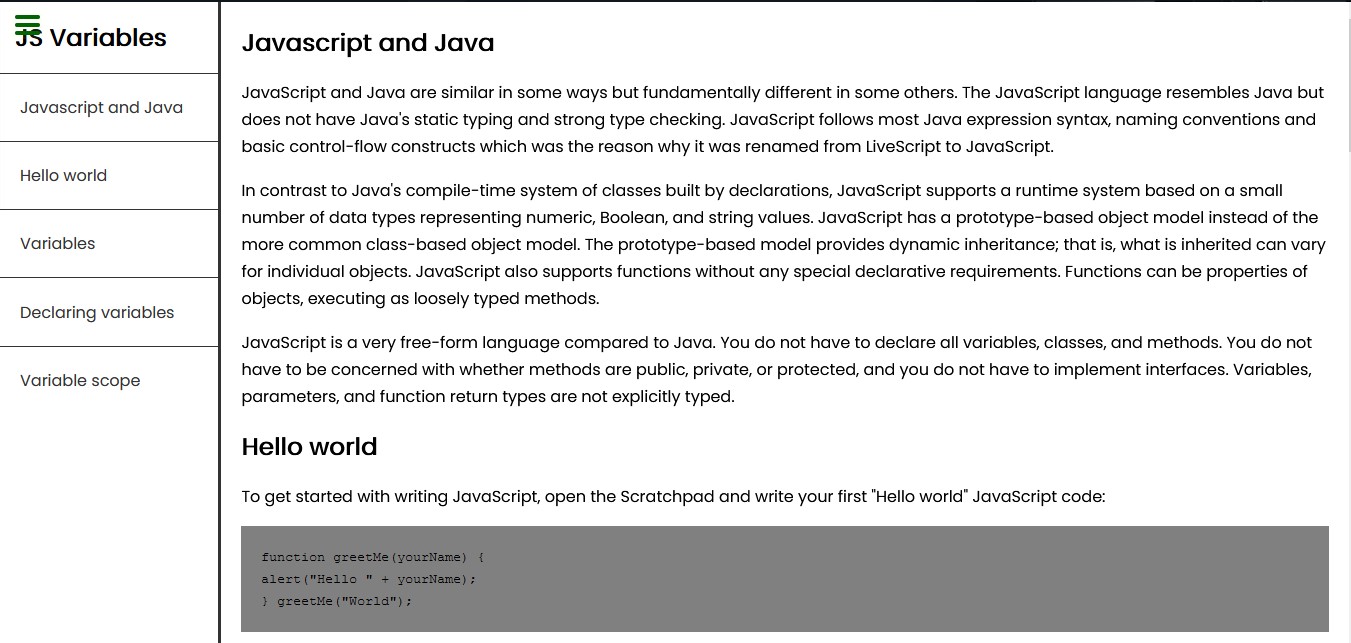 JS Variables
Javascript and Java
Hello world
Variables
Declaring variables
Variable scope
Javascript and Java
JavaScript and Java are similar in some ways but fundamentally different in some others. The JavaScript language resembles Java but
does not have Java's static typing and strong type checking. JavaScript follows most Java expression syntax, naming conventions and
basic control-flow constructs which was the reason why it was renamed from LiveScript to JavaScript.
In contrast to Java's compile-time system of classes built by declarations, JavaScript supports a runtime system based on a small
number of data types representing numeric, Boolean, and string values. JavaScript has a prototype-based object model instead of the
more common class-based object model. The prototype-based model provides dynamic inheritance; that is, what is inherited can vary
for individual objects. JavaScript also supports functions without any special declarative requirements. Functions can be properties of
objects, executing as loosely typed methods.
JavaScript is a very free-form language compared to Java. You do not have to declare all variables, classes, and methods. You do not
have to be concerned with whether methods are public, private, or protected, and you do not have to implement interfaces. Variables,
parameters, and function return types are not explicitly typed.
Hello world
To get started with writing JavaScript, open the Scratchpad and write your first "Hello world" JavaScript code:
function greetMe(yourName) {
alert("Hello " + yourName);
} greetMe("World");